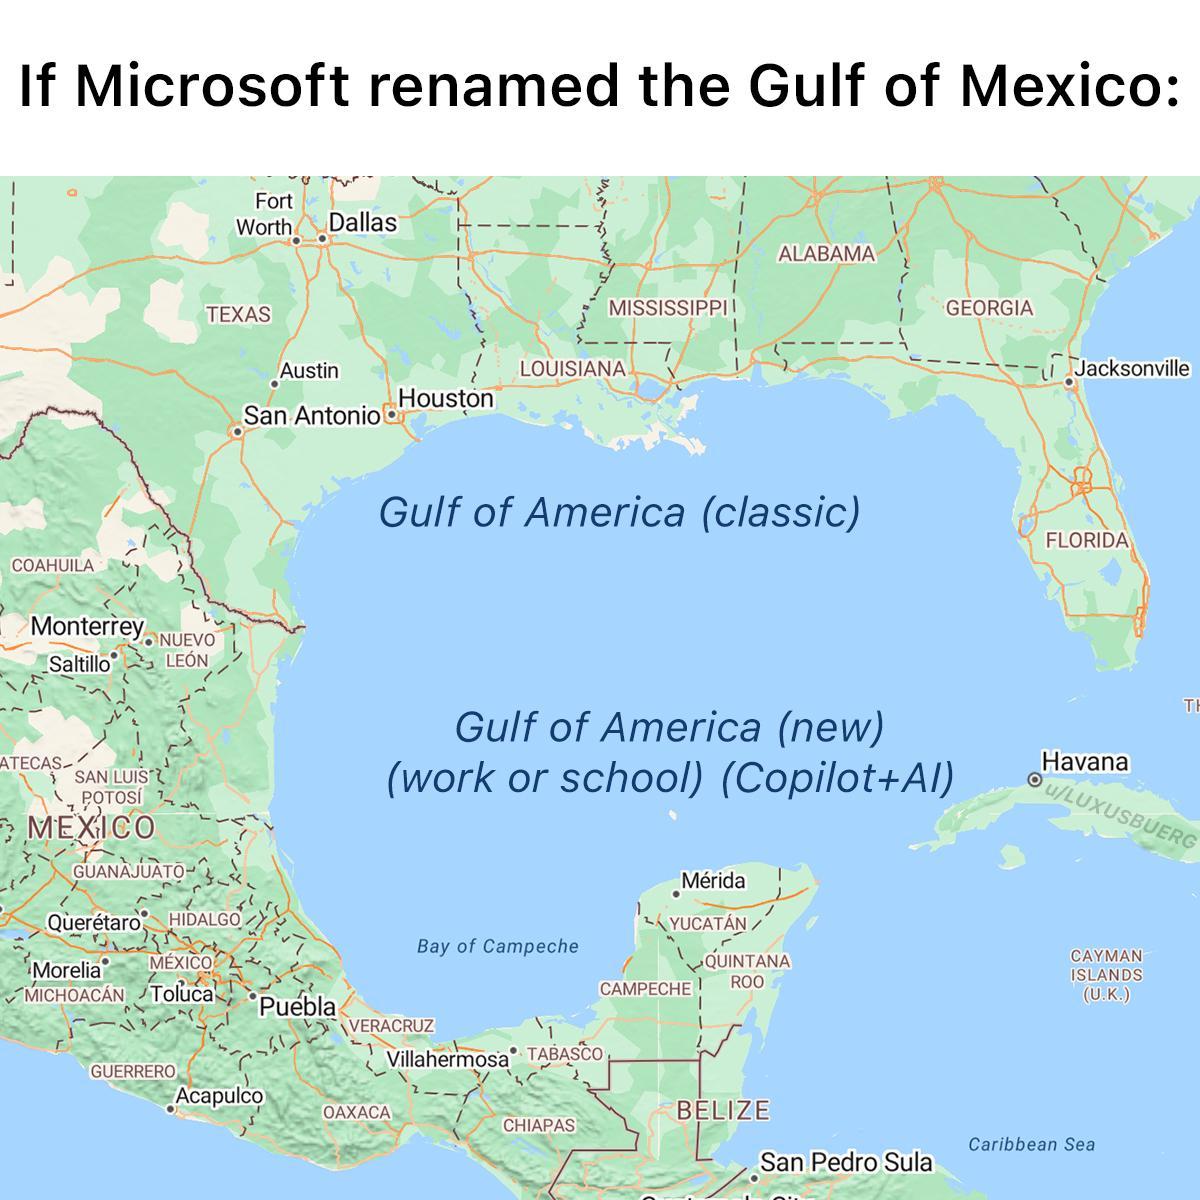 If Microsoft renamed the Gulf of Mexico:
Fort
Worth
Dallas
ALABAMA
TEXAS
MISSISSIPPI
GEORGIA
Austin
LOUISIANA
Jacksonville
San Antonio
Houston
Gulf of America (classic)
FLORIDA
COAHUILA
Monterrey
NUEVO
LEÓN
Saltillo
TH
Gulf of America (new)
(work or school) (Copilot+AI)
Havana
u/LUXUSBUERG
ATECAS
SAN LUIS
POTOSÍ
MEXICO
GUANAJUATO
Mérida
Querétaro
HIDALGO
YUCATÁN
Bay of Campeche
Morelia
MÉXICO
QUINTANA
ROO
CAYMAN
ISLANDS
(U.K.)
MICHOACÁN
Toluca
Puebla
CAMPECHE
VERACRUZ
Villahermosa
TABASCO
GUERRERO
Acapulco
OAXACA
CHIAPAS
BELIZE
Caribbean Sea
San Pedro Sula